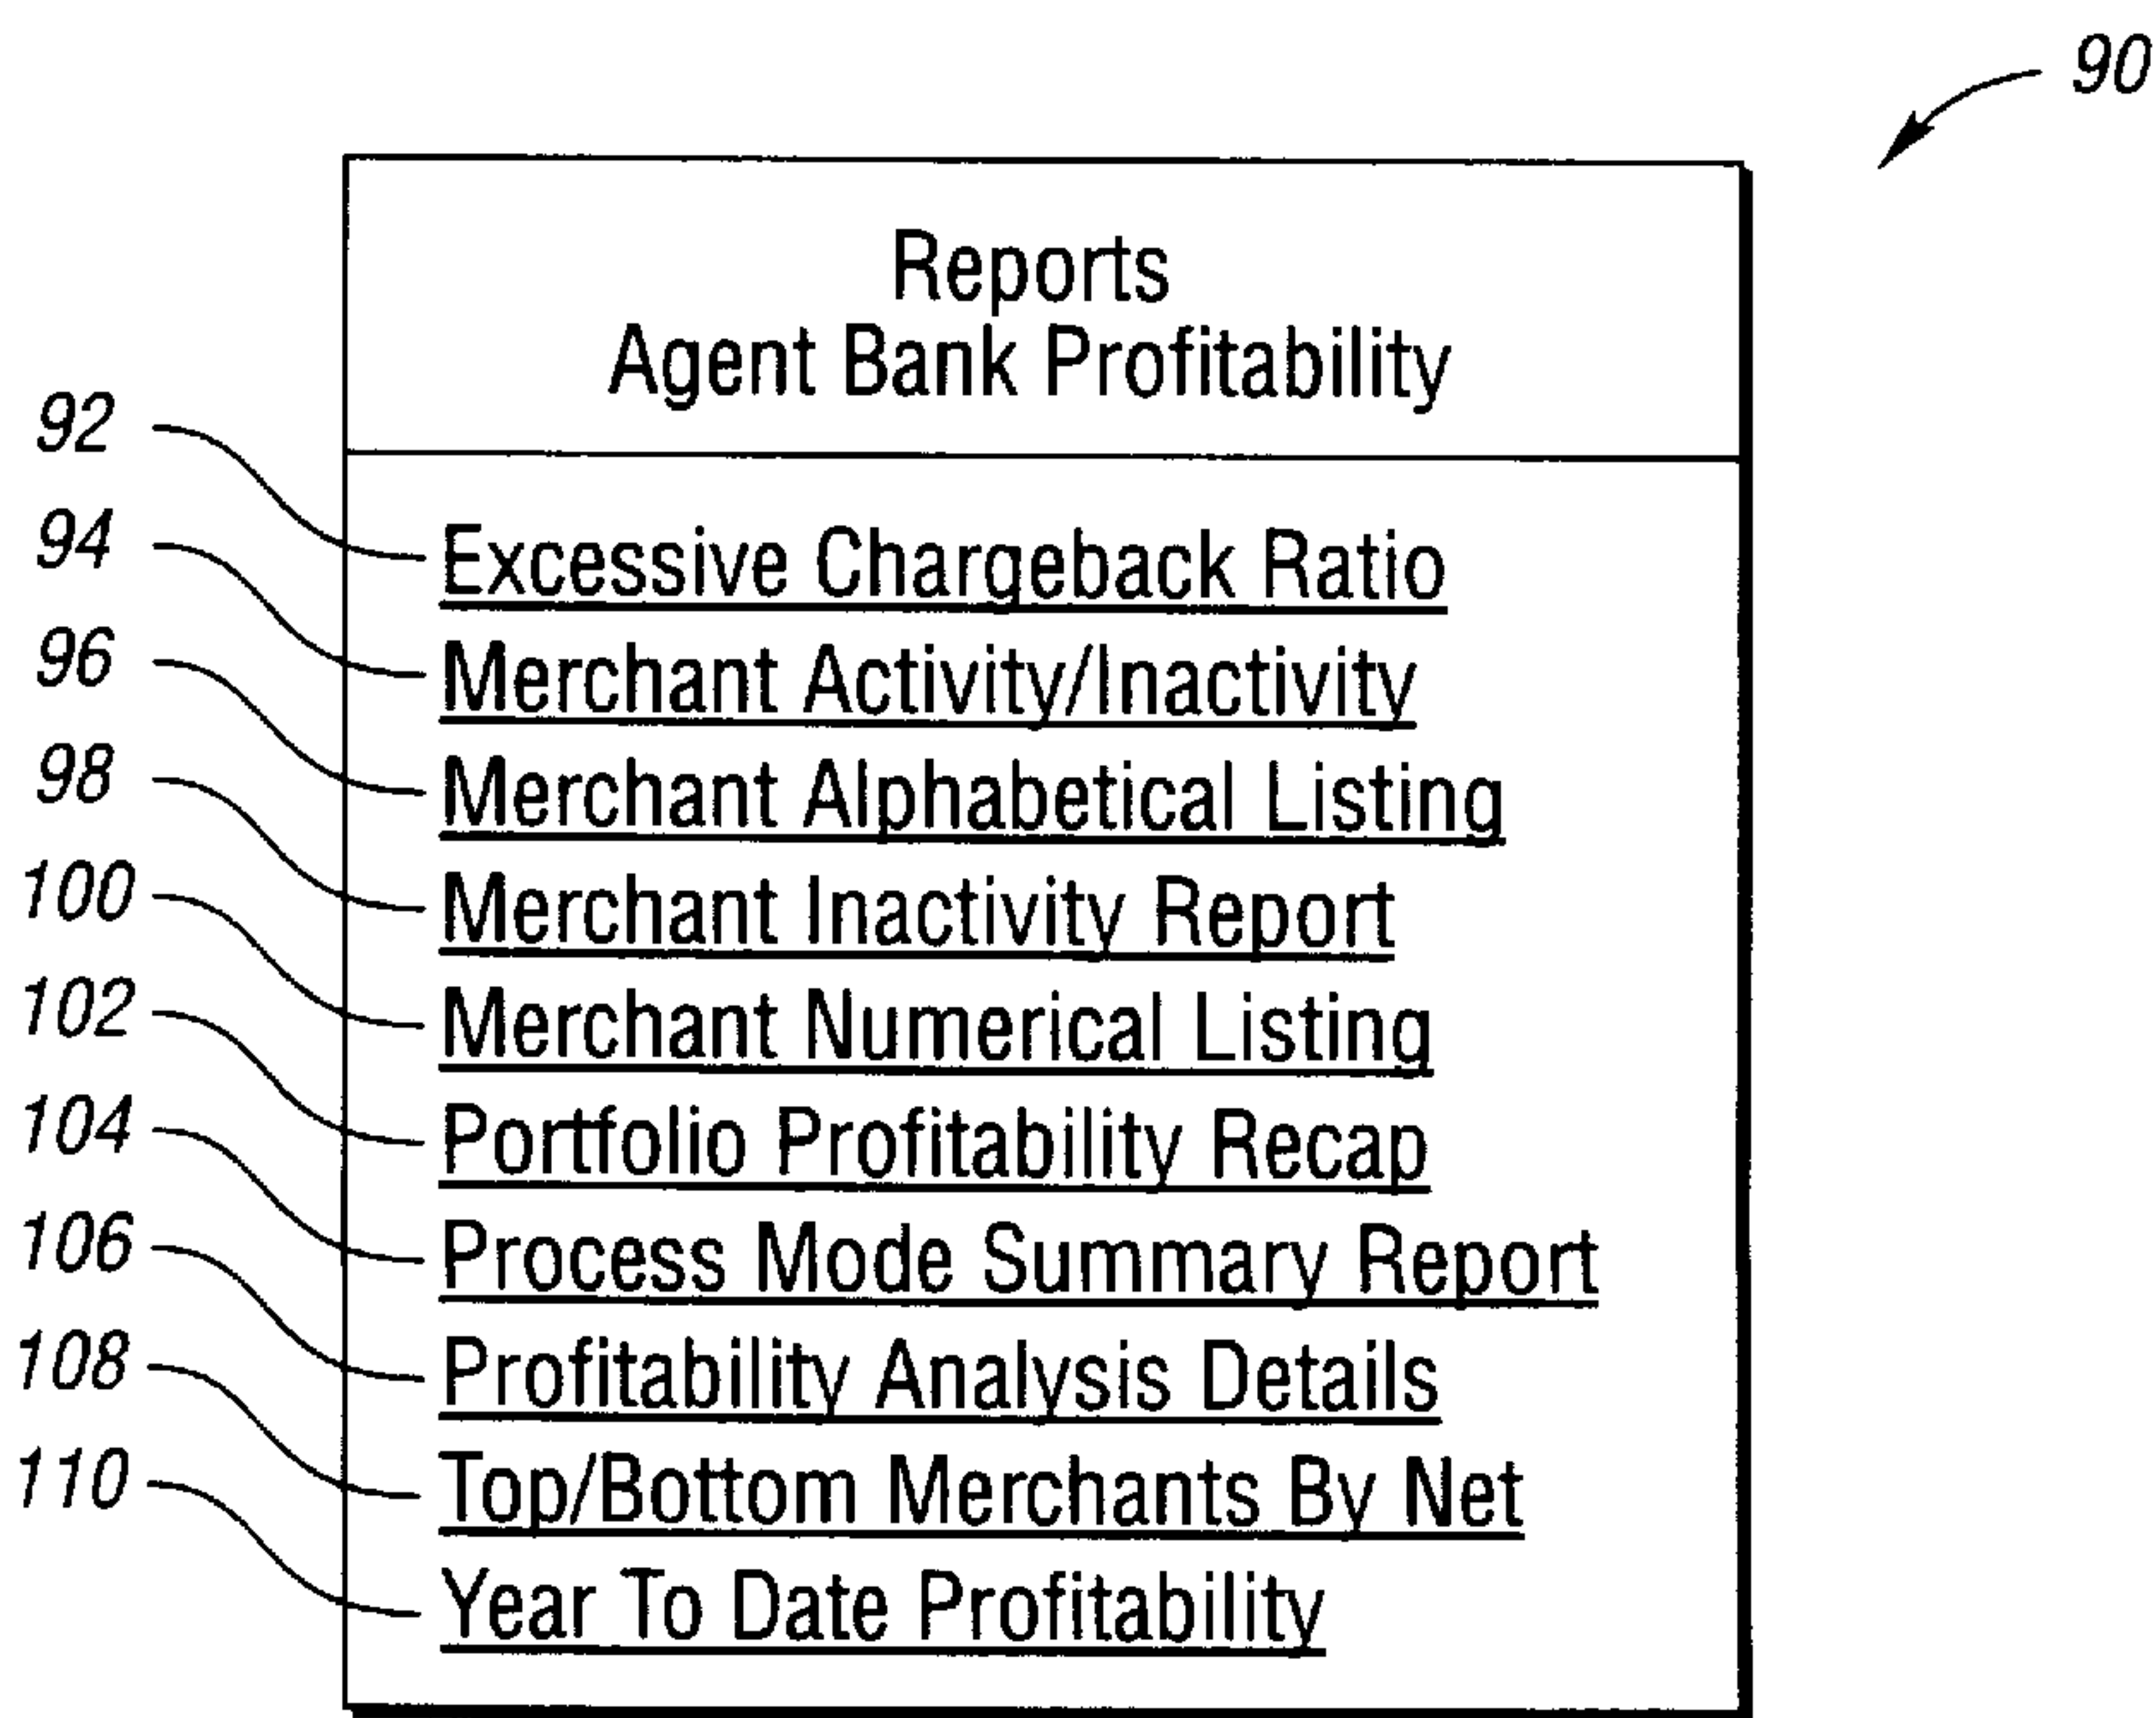 90
Reports
Agent Bank Profitability
92 Excessive Chargeback Ratio
94 Merchant Activity/Inactivity
96 Merchant Alphabetical Listing
98 Merchant Inactivity Report
100 Merchant Numerical Listing
102 Portfolio Profitability Recap
104 Process Mode Summary Report
106 Profitability Analysis Details
108 Top/Bottom Merchants By Net
110 Year To Date Profitability